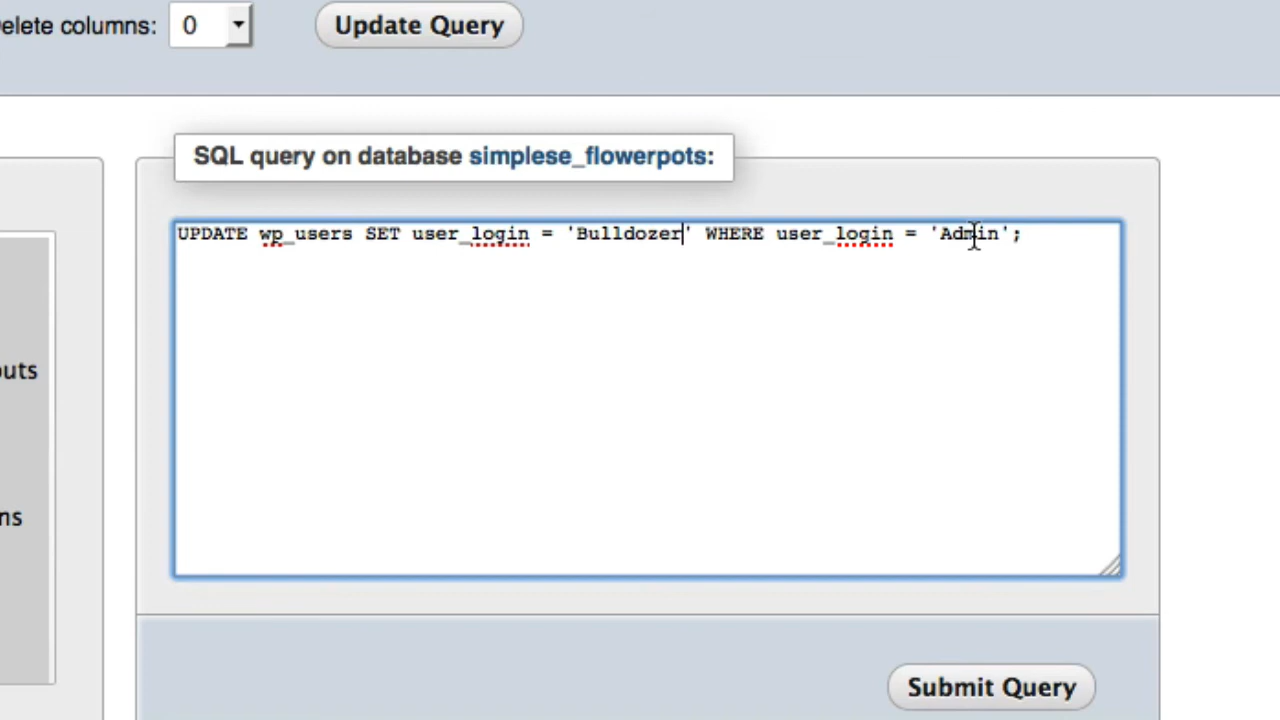 elete columns: 0 Update Query
SQL query on database simplese_flowerpots:
UPDATE wp_users SET user_login = 'Bulldozer' WHERE user_login = 'Admin';
outs
ns
Submit Query